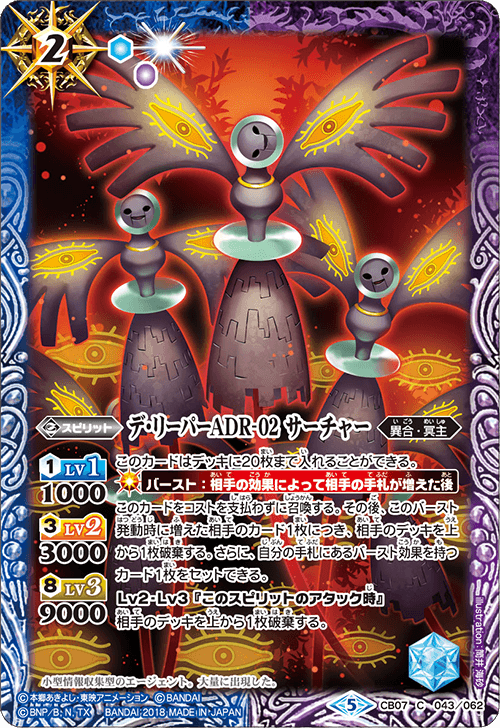 2
スピリット
デ・リーパーADR-02 サーチャー
異合・冥主
いごう めいしゅ
1 LV1
1000
3 LV2
3000
8 LV3
9000
このカードはデッキに20枚まで入れることができる。
バースト：相手の効果によって相手の手札が増えた後
このカードをコストを支払わずに召喚する。その後、このバースト
発動時に増えた相手のカード1枚につき、相手のデッキを上
から1枚破棄する。さらに、自分の手札にあるバースト効果を持つ
カード1枚をセットできる。
Lv2・Lv3『このスピリットのアタック時』
相手のデッキを上から1枚破棄する。
小型情報収集型のエージェント。大量に出現した。
Illustration:筒井 海砂
©本郷あきよし・東映アニメーション ©BANDAI
©BNP/B・N, TX BANDAI 2018 MADE IN JAPAN
5 CB07 C 043/062